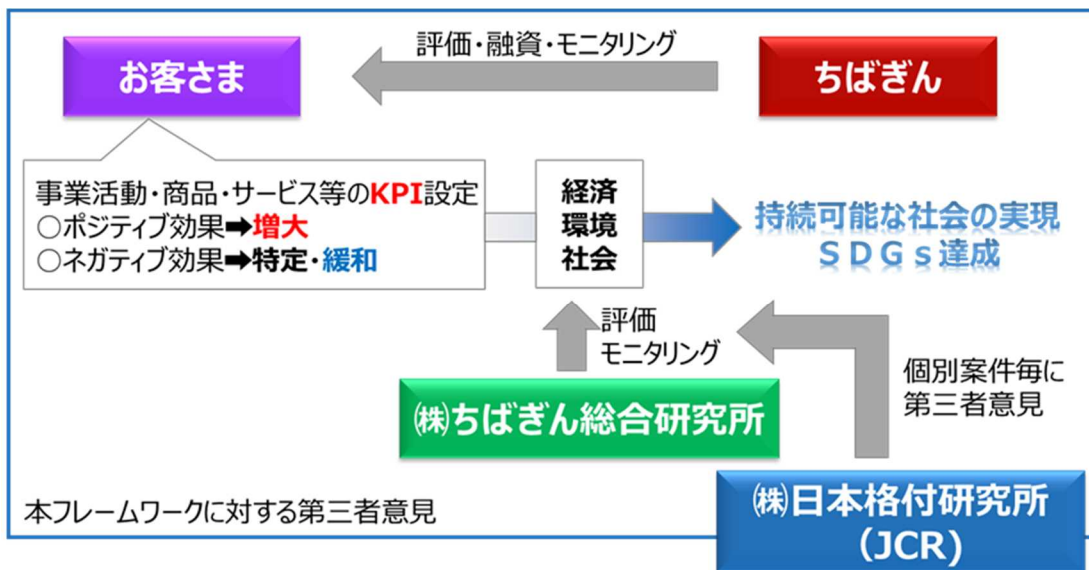 評価・融資・モニタリング
お客さま
ちばぎん
事業活動・商品・サービス等のKPI設定
○ポジティブ効果➡増大
○ネガティブ効果➡特定・緩和
経済
環境
社会
持続可能な社会の実現
SDGs達成
評価
モニタリング
個別案件毎に
第三者意見
㈱ちばぎん総合研究所
本フレームワークに対する第三者意見
㈱日本格付研究所
(JCR)